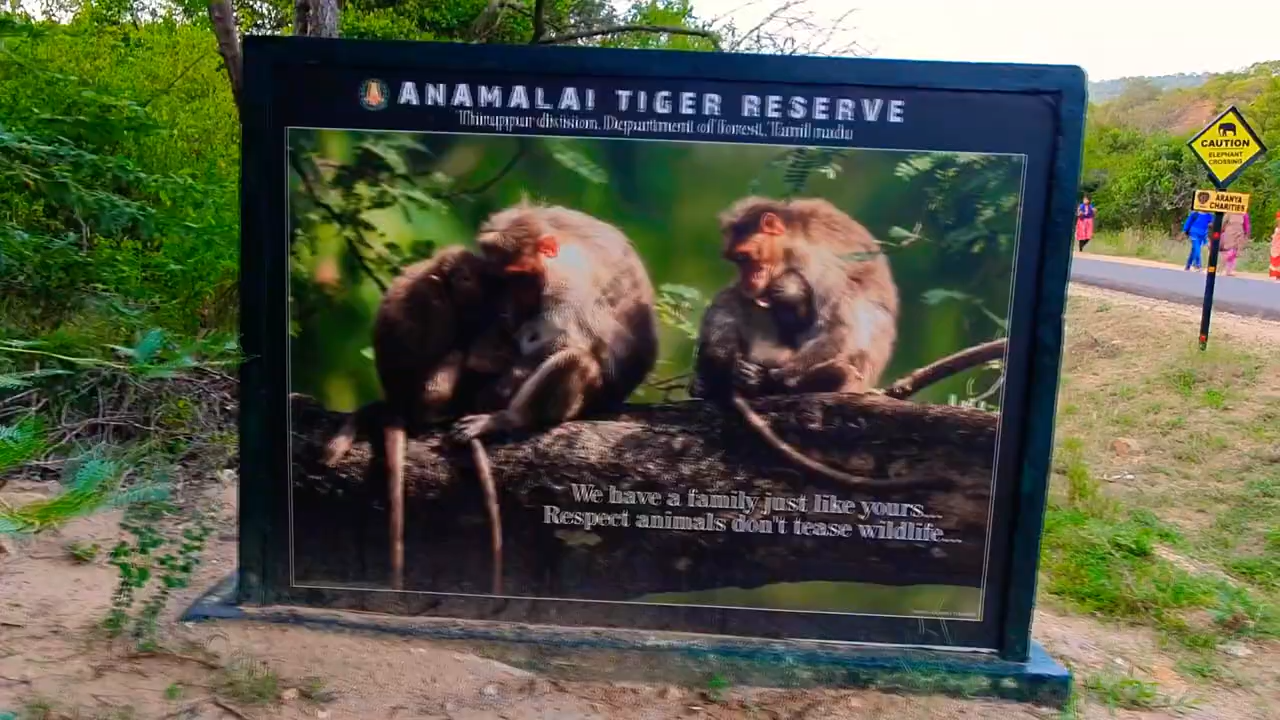 ANAMALAI TIGER RESERVE
Thiruppur division, Department of forest, Tamil nadu
We have a family just like yours...
Respect animals don't tease wildlife....
CAUTION
ELEPHANT
CROSSING
ARANYA
CHARITIES